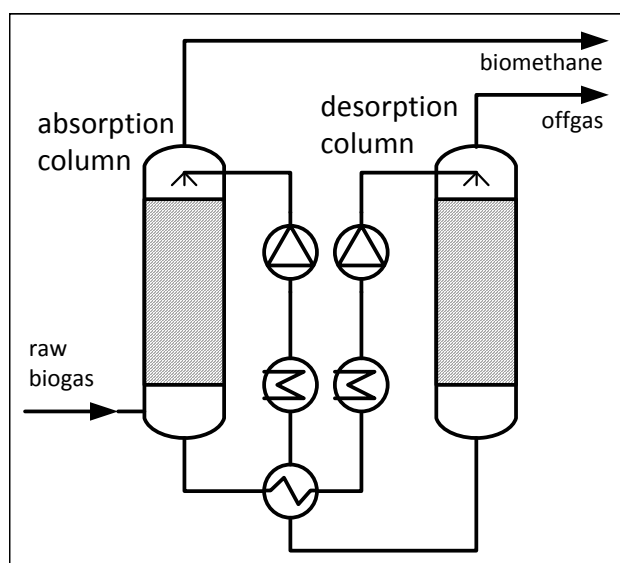 biomethane
offgas
absorption
column
desorption
column
raw
biogas